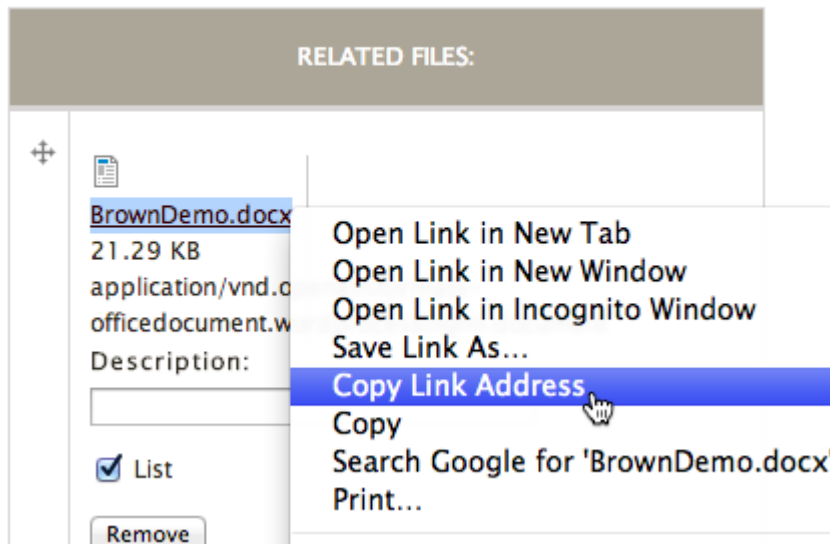 RELATED FILES:
BrownDemo.docx
21.29 KB
application/vnd.o
officedocument.w
Description:
List
Remove
Open Link in New Tab
Open Link in New Window
Open Link in Incognito Window
Save Link As...
Copy Link Address
Copy
Search Google for 'BrownDemo.docx'
Print...